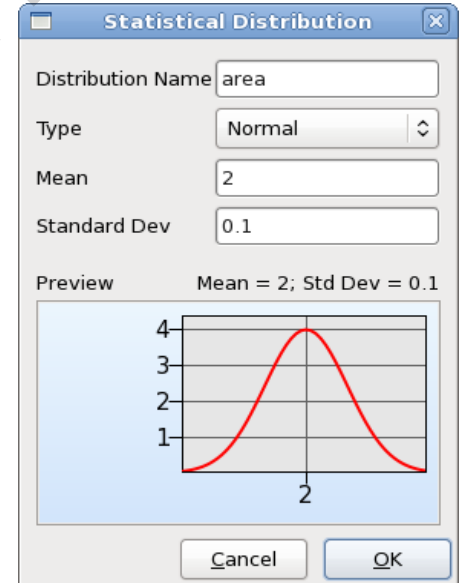 Statistical Distribution
Distribution Name area
Type Normal
Mean 2
Standard Dev 0.1
Preview Mean = 2; Std Dev = 0.1
4
3
2
1
2
Cancel OK